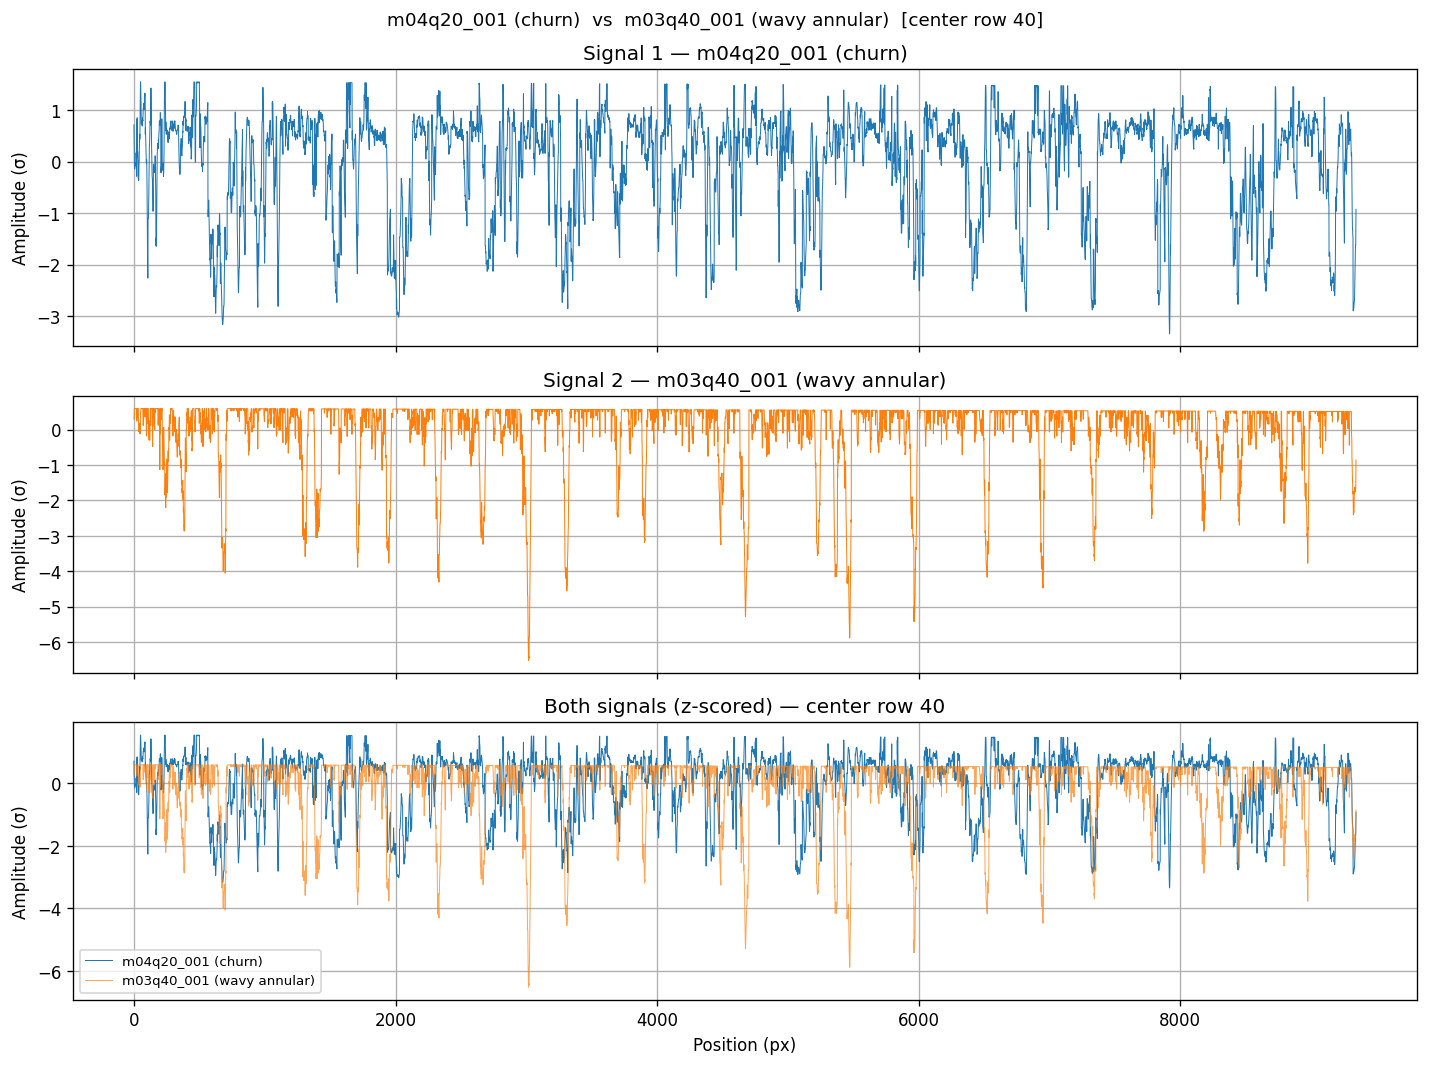 m04q20_001 (churn)  vs  m03q40_001 (wavy annular)  [center row 40]
Signal 1 — m04q20_001 (churn)
Amplitude (σ)
1
0
−1
−2
−3
Signal 2 — m03q40_001 (wavy annular)
Amplitude (σ)
0
−1
−2
−3
−4
−5
−6
Both signals (z-scored) — center row 40
Amplitude (σ)
0
−2
−4
−6
m04q20_001 (churn)
m03q40_001 (wavy annular)
0 2000 4000 6000 8000
Position (px)